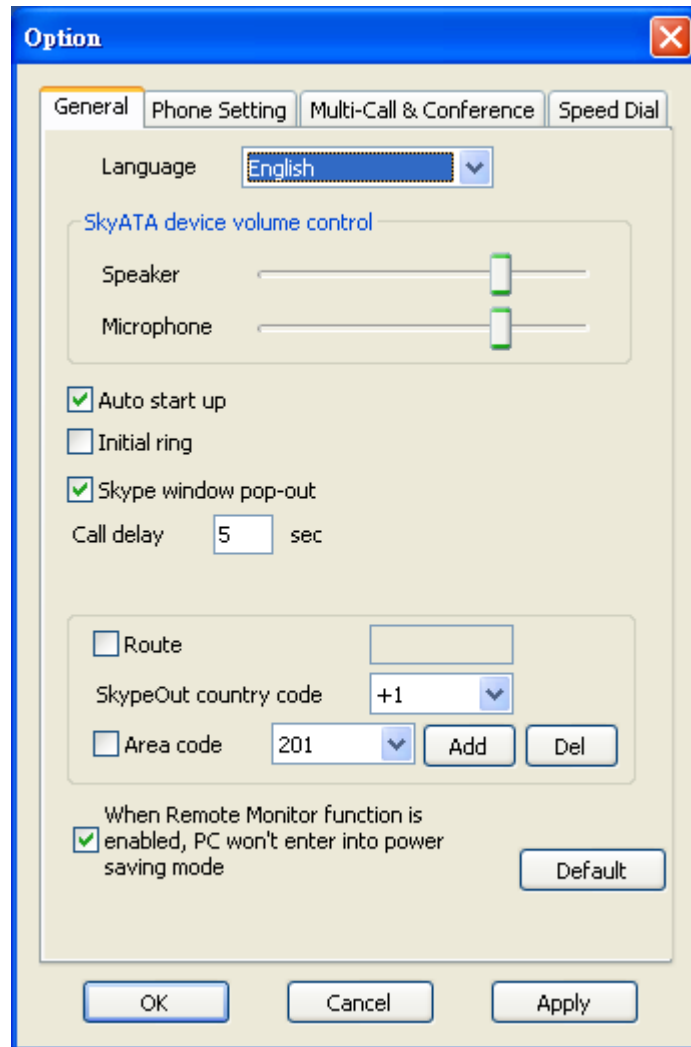 Option
General Phone Setting Multi-Call & Conference Speed Dial
Language English
SkyATA device volume control
Speaker
Microphone
Auto start up
Initial ring
Skype window pop-out
Call delay 5 sec
Route
SkypeOut country code +1
Area code 201 Add Del
When Remote Monitor function is
enabled, PC won't enter into power
saving mode
Default
OK Cancel Apply